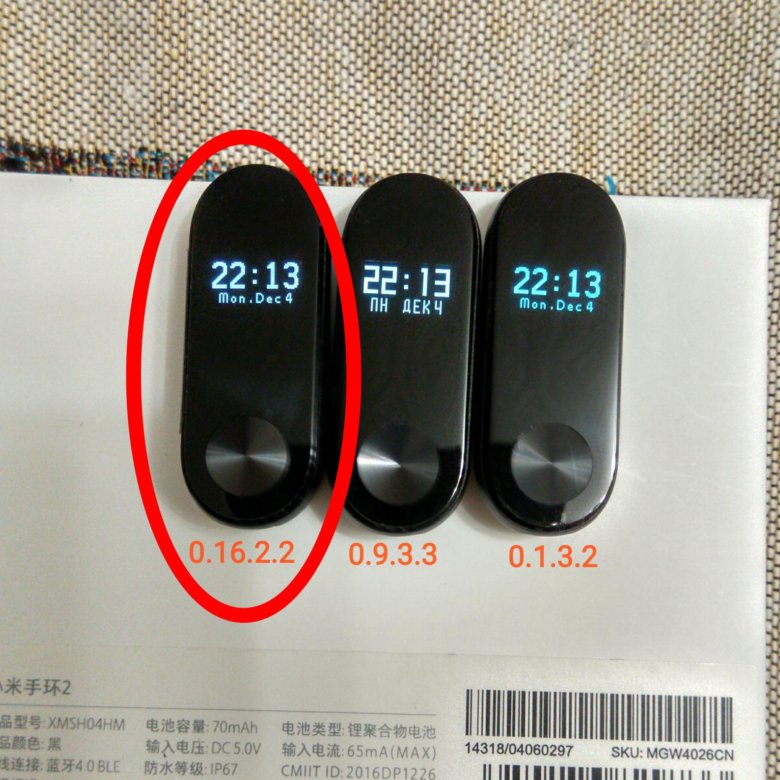 22:13
Mon.Dec 4
22:13
ПН ДЕК 4
22:13
Mon.Dec 4
0.16.2.2
0.9.3.3
0.1.3.2
小米手环2
品型号: XMSH04HM
电池容量: 70mAh
电池类型: 锂聚合物电池
品颜色: 黑
输入电压: DC 5.0V
输入电流: 65mA(MAX)
线连接: 蓝牙4.0 BLE
防水等级: IP67
CMIIT ID: 2016DP1226
14318/04060297
SKU: MGW4026CN